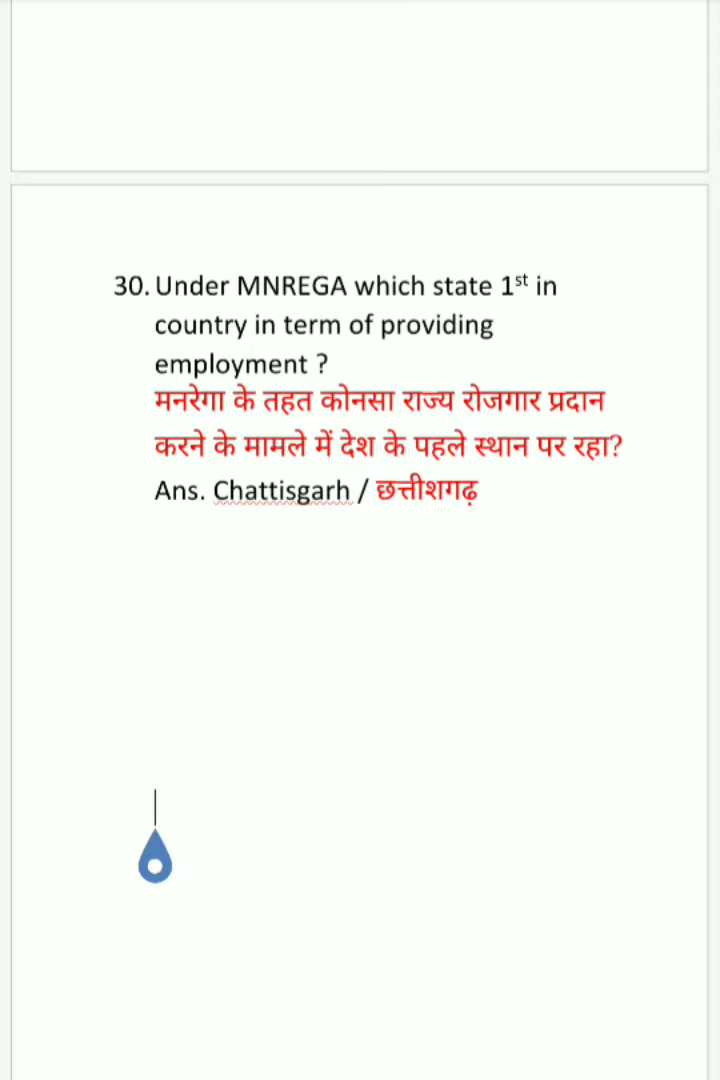 30. Under MNREGA which state 1st in
country in term of providing
employment ?
मनरेगा के तहत कोनसा राज्य रोजगार प्रदान
करने के मामले में देश के पहले स्थान पर रहा?
Ans. Chattisgarh / छत्तीशगढ़